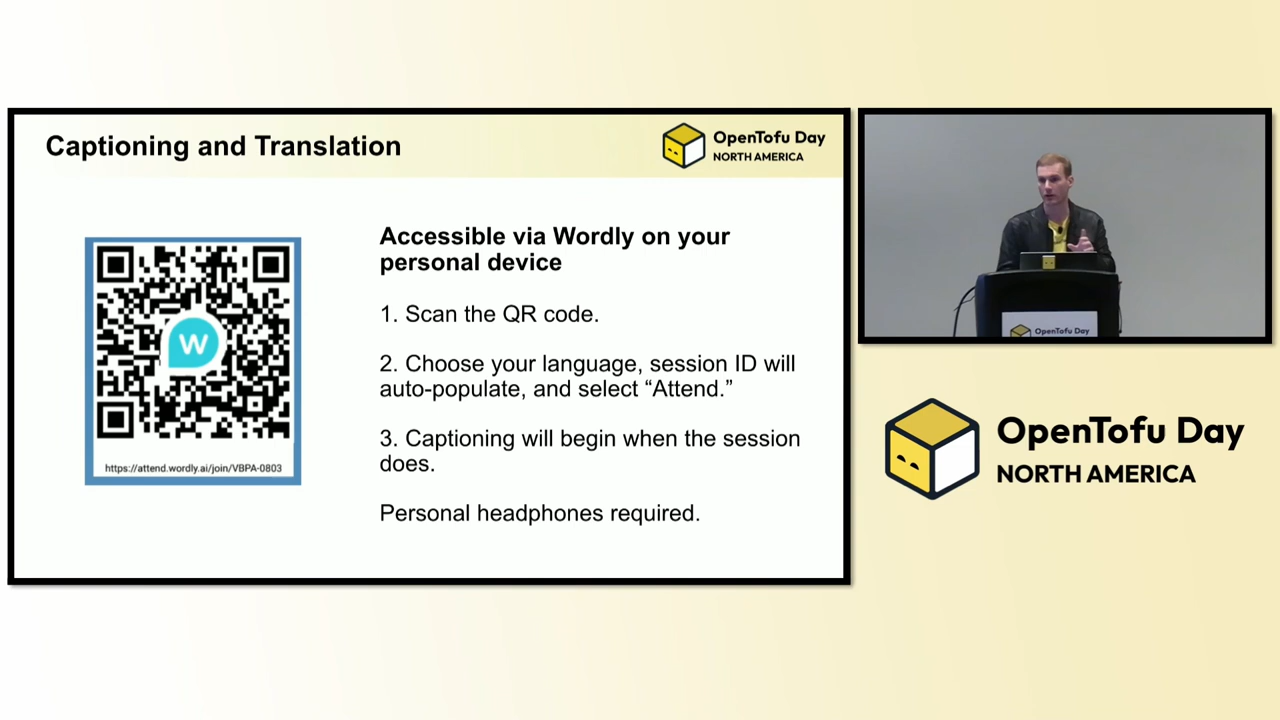 Captioning and Translation
OpenTofu Day
NORTH AMERICA
W
https://attend.wordly.ai/join/VBPA-0803
Accessible via Wordly on your
personal device
1. Scan the QR code.
2. Choose your language, session ID will
auto-populate, and select “Attend.”
3. Captioning will begin when the session
does.
Personal headphones required.
OpenTofu Day
OpenTofu Day
NORTH AMERICA